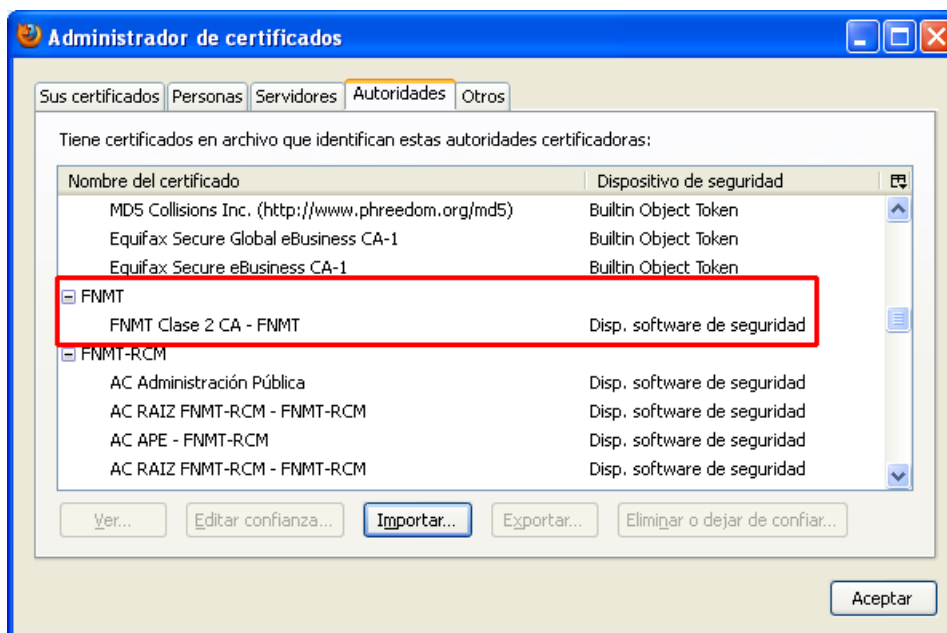 Administrador de certificados
Sus certificados Personas Servidores Autoridades Otros
Tiene certificados en archivo que identifican estas autoridades certificadoras:
Nombre del certificado Dispositivo de seguridad
MD5 Collisions Inc. (http://www.phreedom.org/md5) Builtin Object Token
Equifax Secure Global eBusiness CA-1 Builtin Object Token
Equifax Secure eBusiness CA-1 Builtin Object Token
FNMT
FNMT Clase 2 CA - FNMT Disp. software de seguridad
FNMT-RCM
AC Administración Pública Disp. software de seguridad
AC RAIZ FNMT-RCM - FNMT-RCM Disp. software de seguridad
AC APE - FNMT-RCM Disp. software de seguridad
AC RAIZ FNMT-RCM - FNMT-RCM Disp. software de seguridad
Ver... Editar confianza... Importar... Exportar... Eliminar o dejar de confiar...
Aceptar